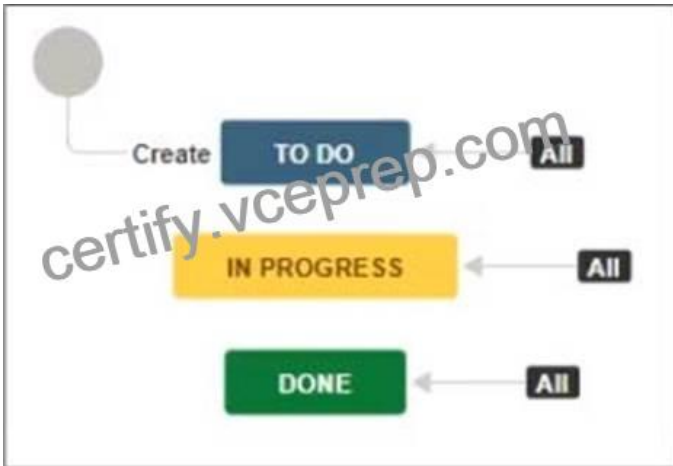 Create
TO DO
All
IN PROGRESS
All
DONE
All
certify.vceprep.com